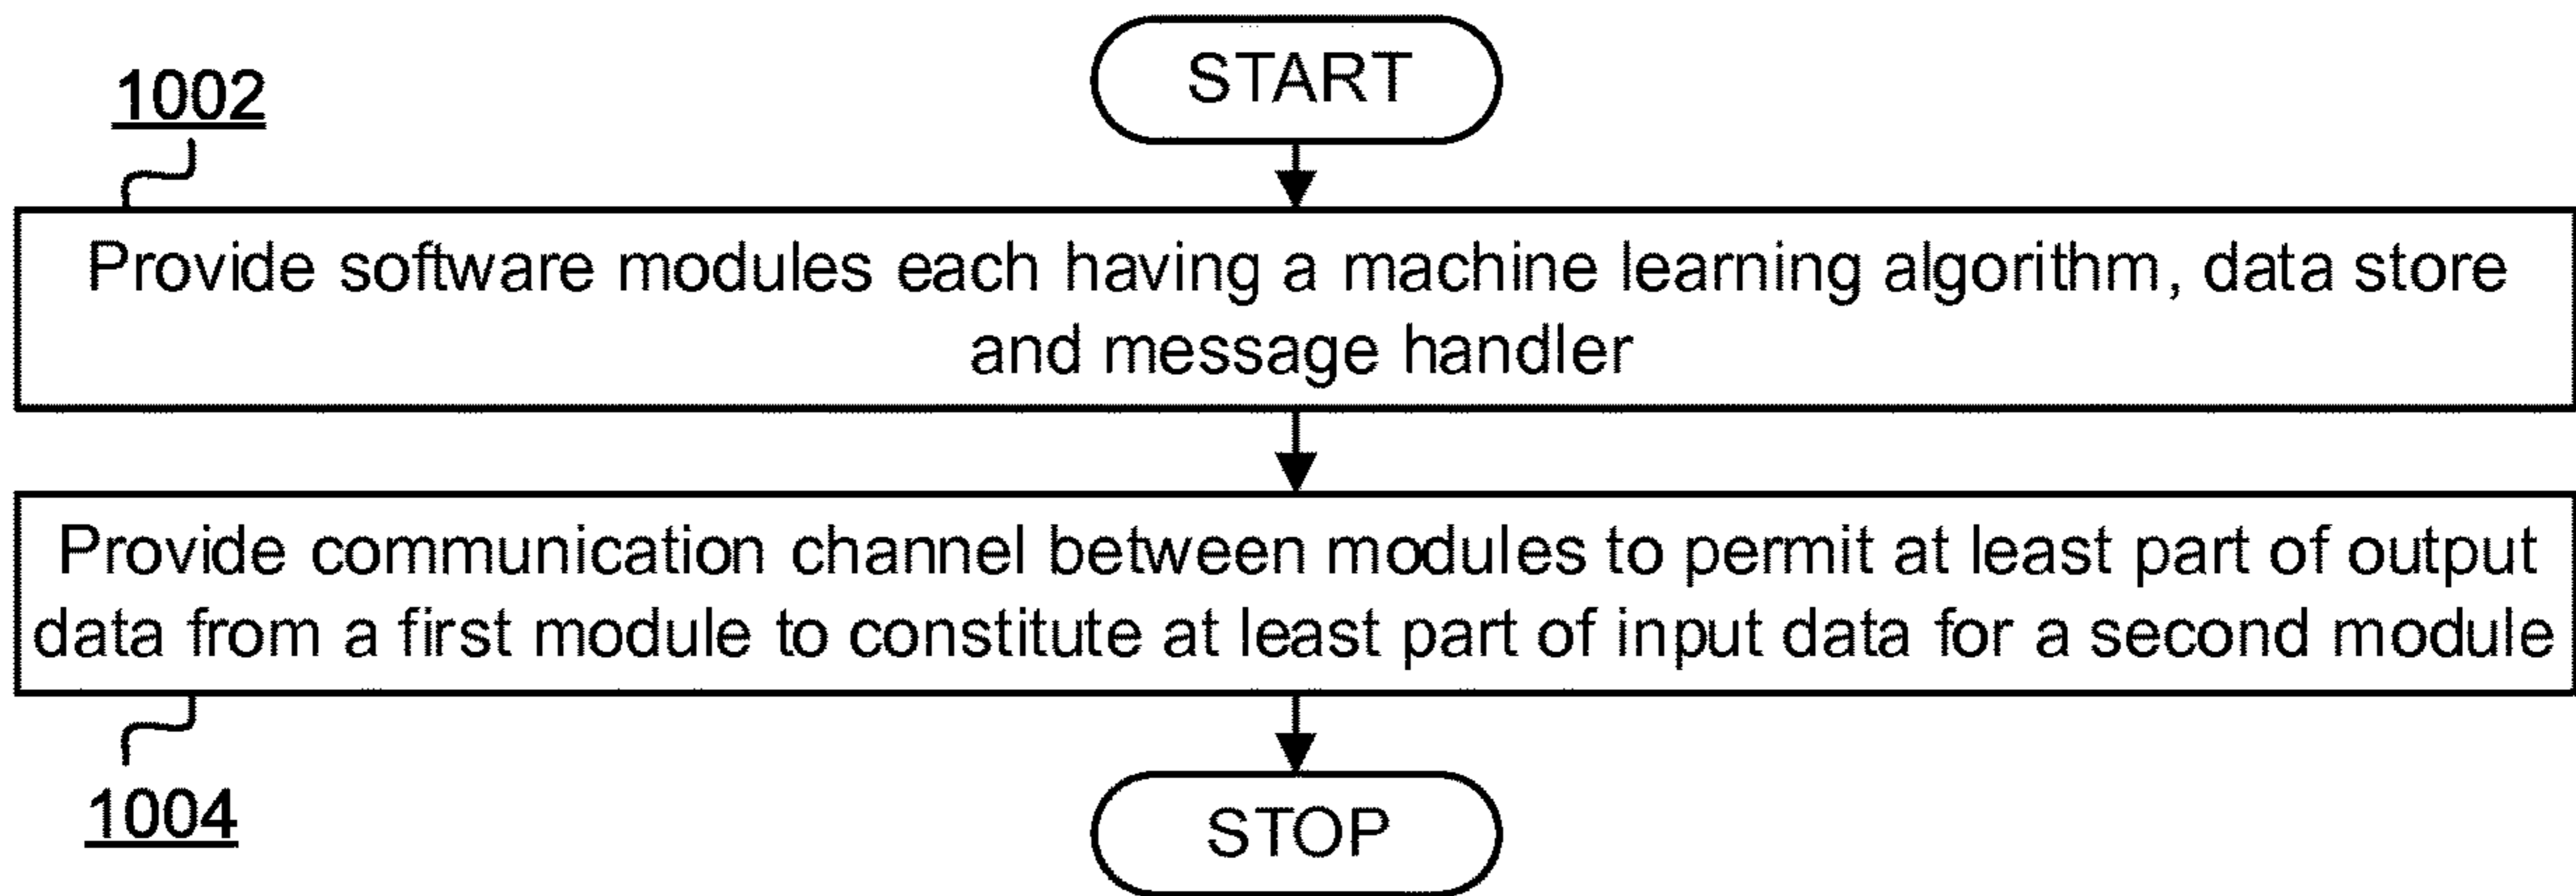 START
1002
Provide software modules each having a machine learning algorithm, data store
and message handler
Provide communication channel between modules to permit at least part of output
data from a first module to constitute at least part of input data for a second module
1004
STOP